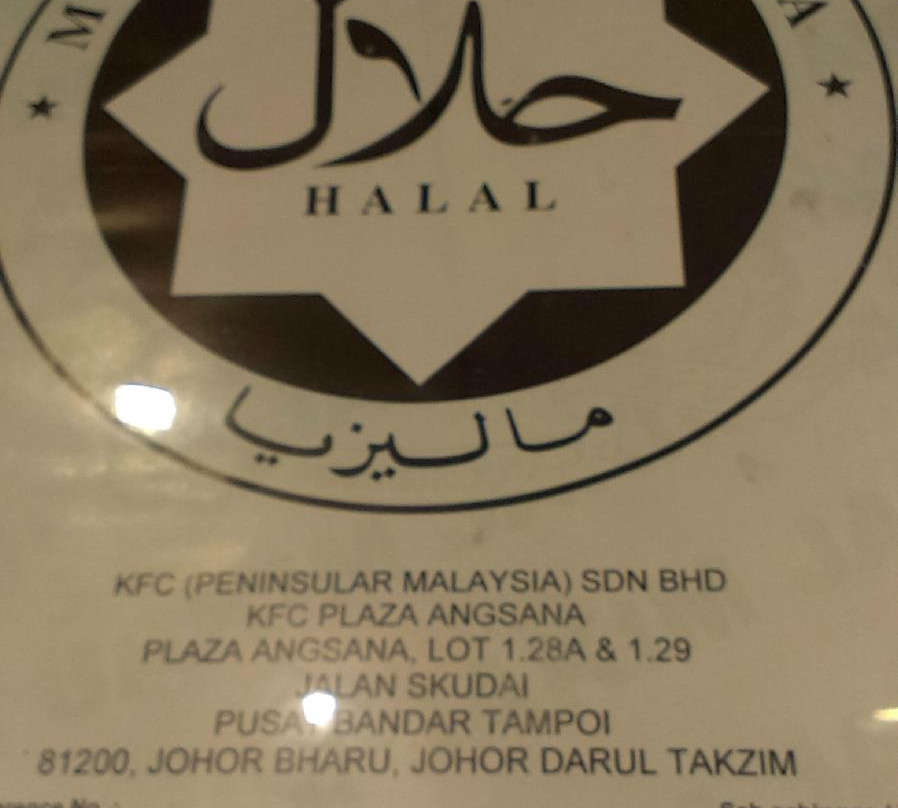 حلال
HALAL
ماليزيا
KFC (PENINSULAR MALAYSIA) SDN BHD
KFC PLAZA ANGSANA
PLAZA ANGSANA, LOT 1.28A & 1.29
JALAN SKUDAI
PUSAT BANDAR TAMPOI
81200, JOHOR BHARU, JOHOR DARUL TAKZIM